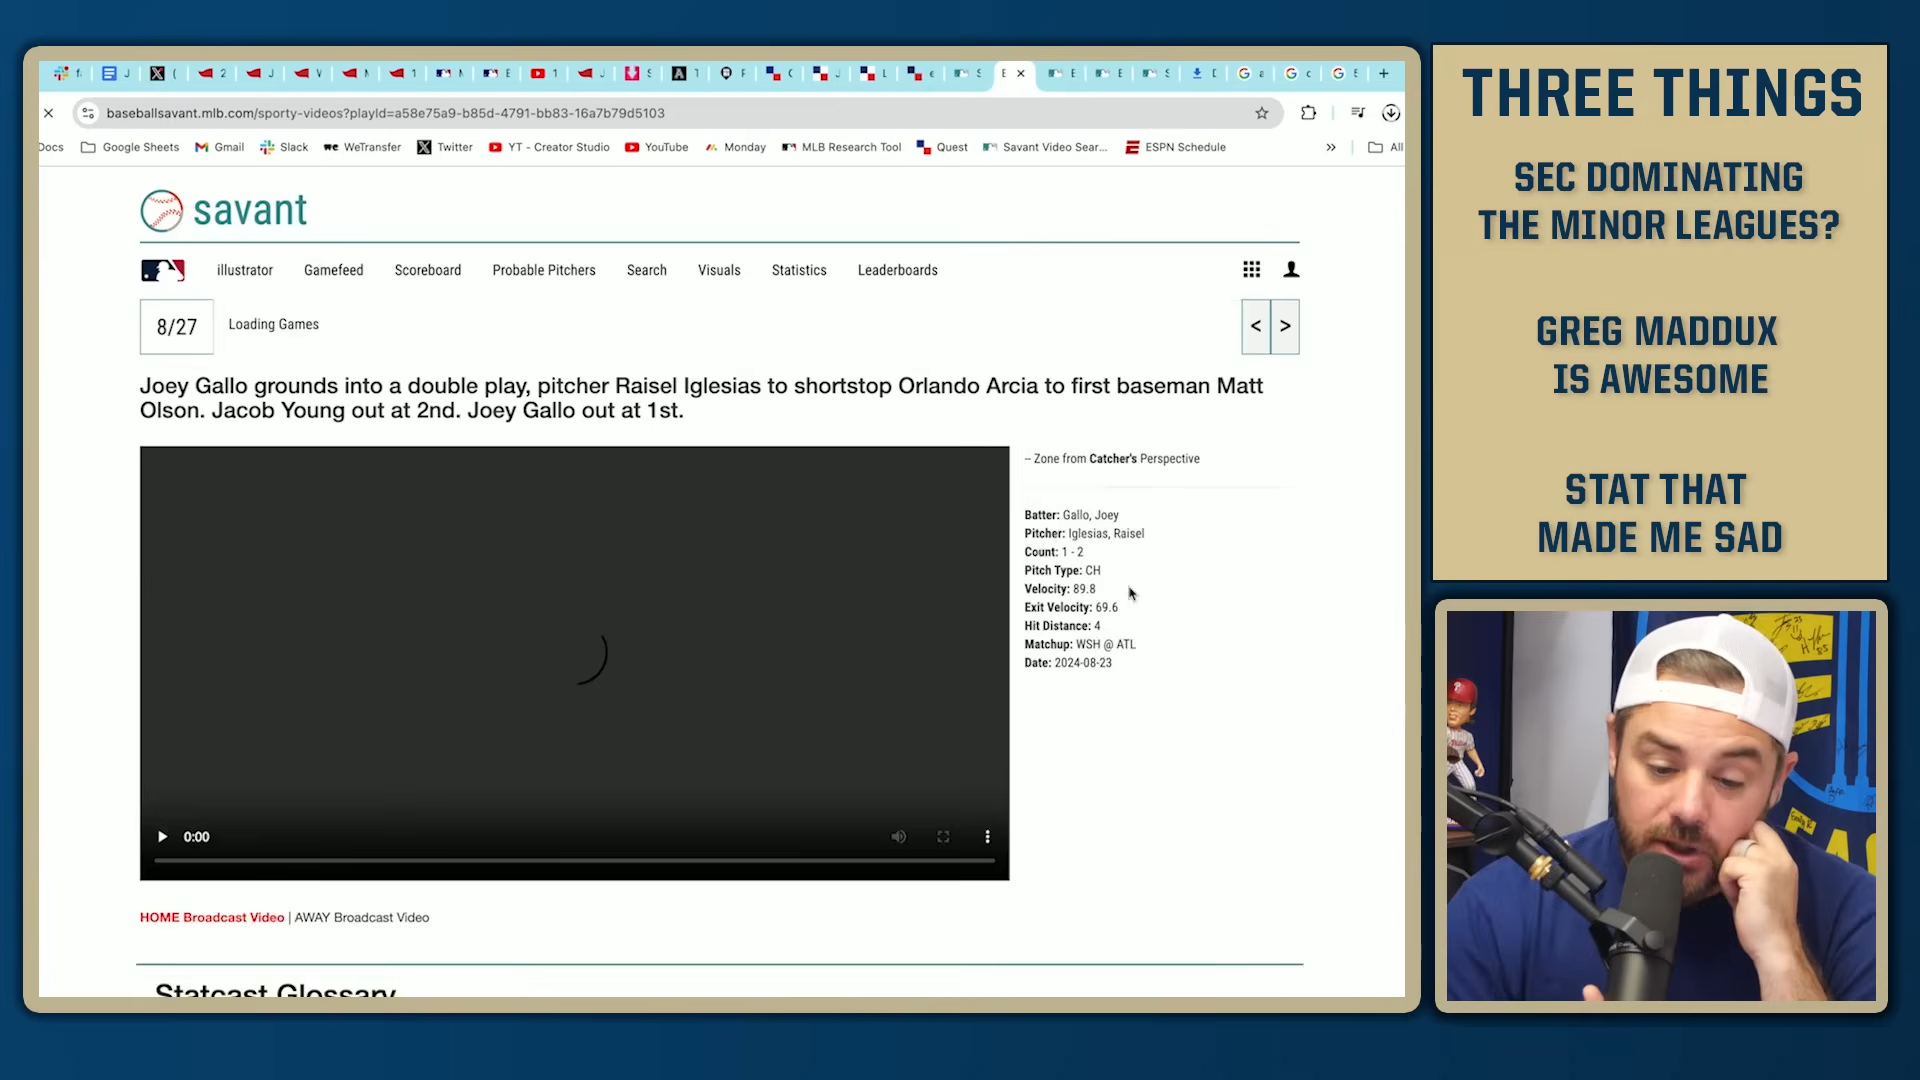 baseballsavant.mlb.com/sporty-videos?playId=a58e75a9-b85d-4791-bb83-16a7b79d5103
Docs Google Sheets Gmail Slack WeTransfer Twitter YT - Creator Studio YouTube Monday MLB Research Tool Quest Savant Video Sear... ESPN Schedule » All
savant
illustrator Gamefeed Scoreboard Probable Pitchers Search Visuals Statistics Leaderboards
8/27 Loading Games < >
Joey Gallo grounds into a double play, pitcher Raisel Iglesias to shortstop Orlando Arcia to first baseman Matt
Olson. Jacob Young out at 2nd. Joey Gallo out at 1st.
-- Zone from Catcher's Perspective
Batter: Gallo, Joey
Pitcher: Iglesias, Raisel
Count: 1 - 2
Pitch Type: CH
Velocity: 89.8
Exit Velocity: 69.6
Hit Distance: 4
Matchup: WSH @ ATL
Date: 2024-08-23
0:00
HOME Broadcast Video | AWAY Broadcast Video
Statcast Glossary
THREE THINGS
SEC DOMINATING
THE MINOR LEAGUES?
GREG MADDUX
IS AWESOME
STAT THAT
MADE ME SAD